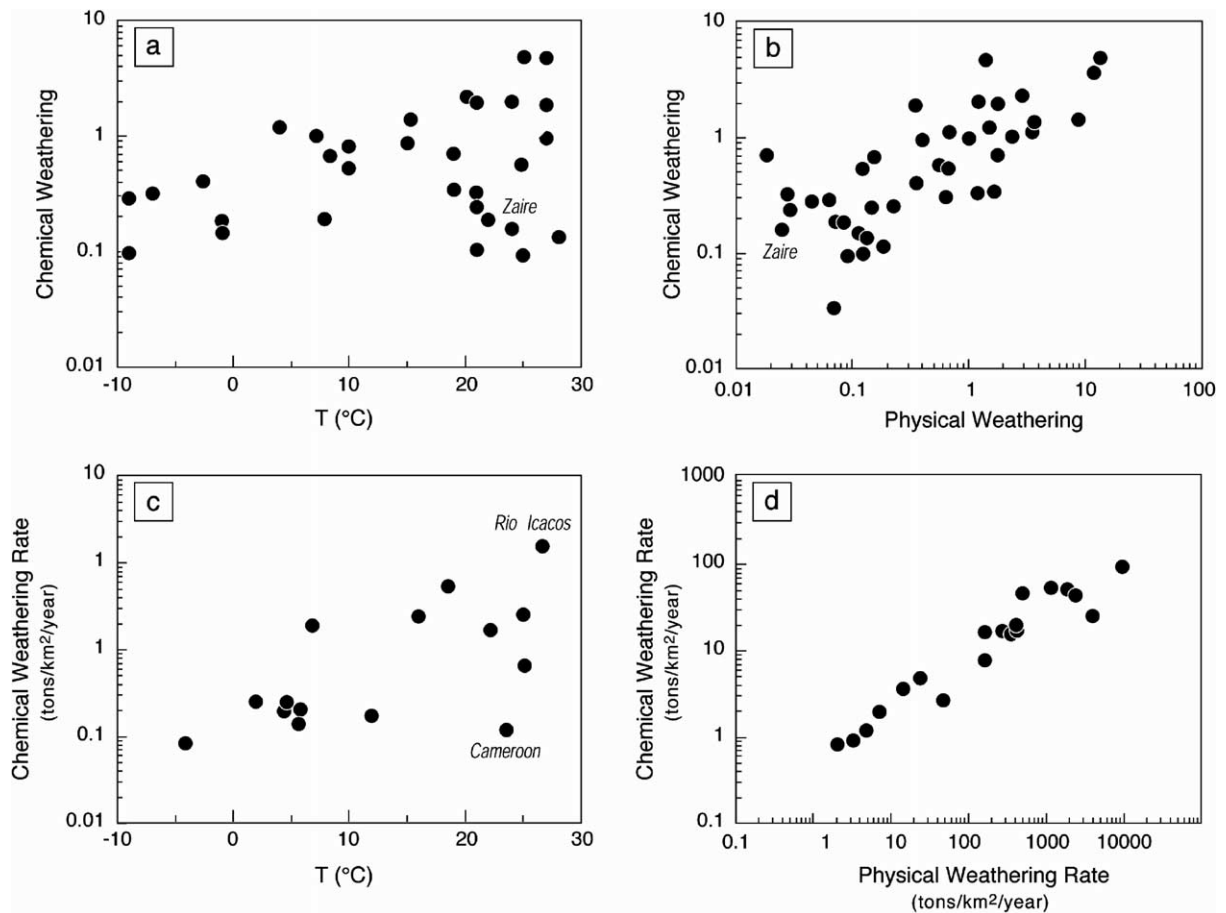 a
10
1
0.1
0.01
Chemical Weathering
Zaire
-10 0 10 20 30
T (°C)
b
10
1
0.1
0.01
Chemical Weathering
Zaire
0.01 0.1 1 10 100
Physical Weathering
c
10
1
0.1
0.01
Chemical Weathering Rate
(tons/km²/year)
Rio Icacos
Cameroon
-10 0 10 20 30
T (°C)
d
1000
100
10
1
0.1
Chemical Weathering Rate
(tons/km²/year)
0.1 1 10 100 1000 10000
Physical Weathering Rate
(tons/km²/year)